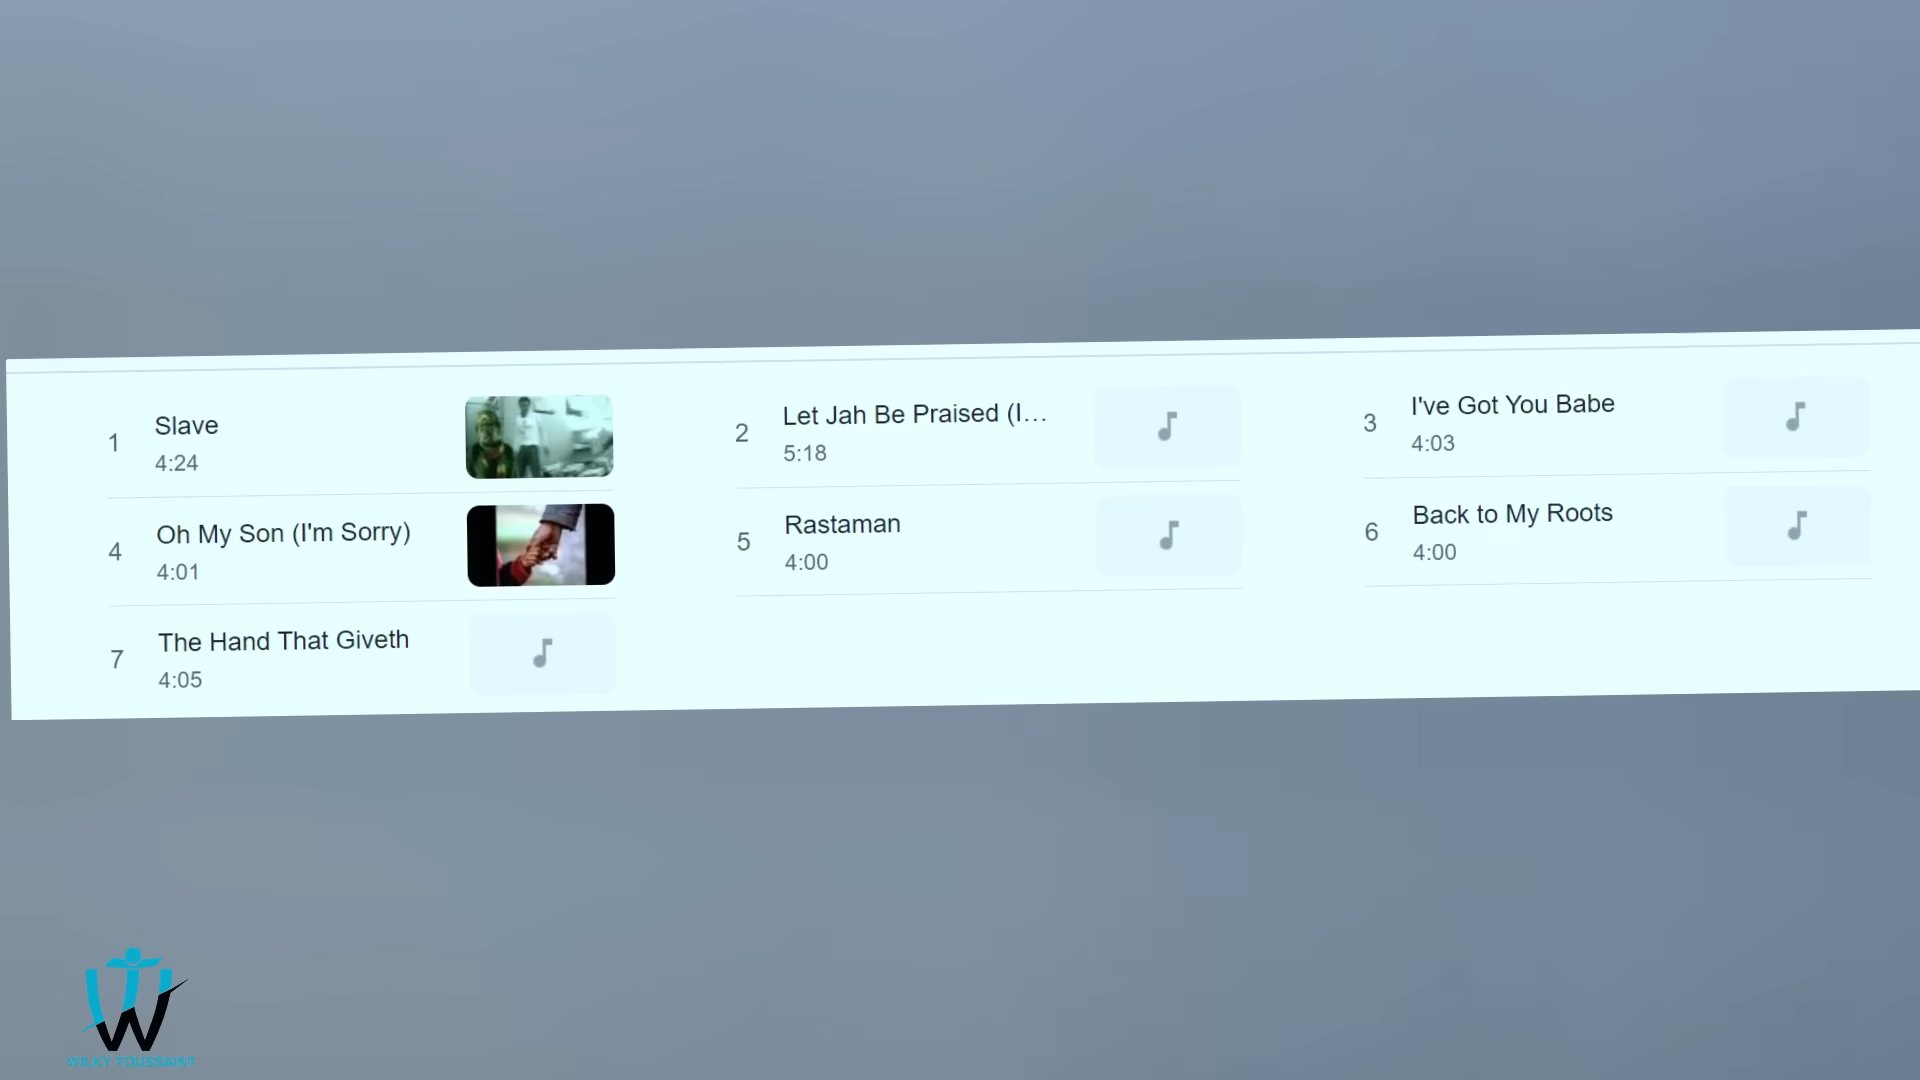 1
Slave
4:24
2
Let Jah Be Praised (I...
5:18
3
I've Got You Babe
4:03
4
Oh My Son (I'm Sorry)
4:01
5
Rastaman
4:00
6
Back to My Roots
4:00
7
The Hand That Giveth
4:05
WILKY TOUSSAINT